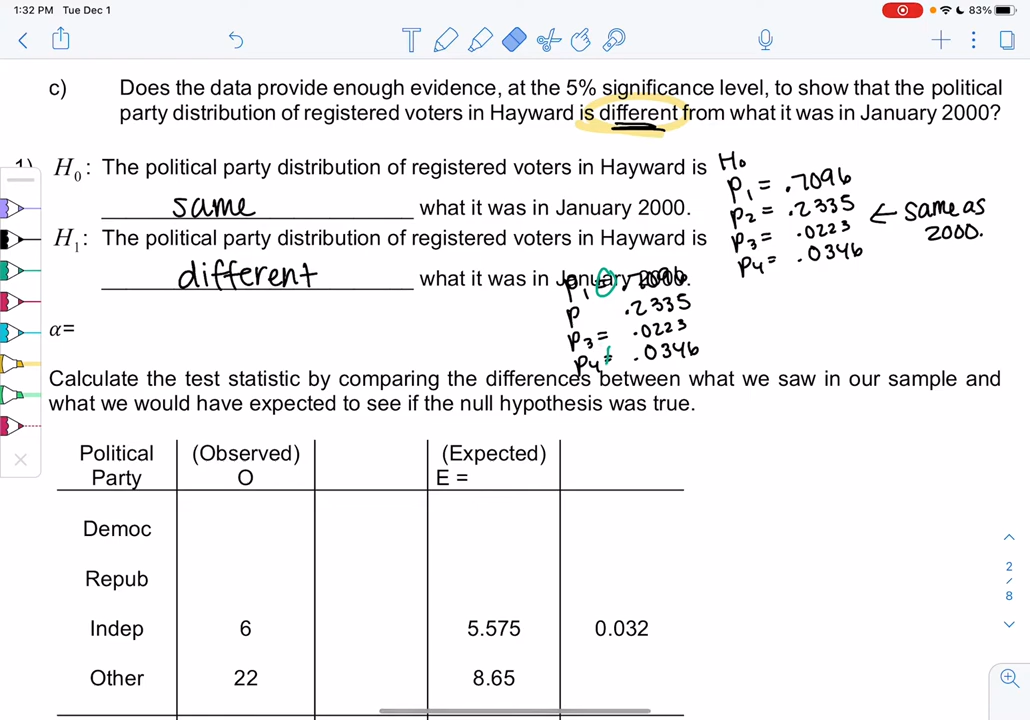 1:32 PM Tue Dec 1
83%
c) Does the data provide enough evidence, at the 5% significance level, to show that the political
party distribution of registered voters in Hayward is different from what it was in January 2000?
1) H₀: The political party distribution of registered voters in Hayward is
same what it was in January 2000.
H₁: The political party distribution of registered voters in Hayward is
different what it was in January 2000.
H₀
p₁ = .7096
p₂ = .2335
p₃ = .0223
p₄ = .0346
← same as
2000.
p₁ = .7096
p .2335
p₃ = .0223
p₄ = .0346
α=
Calculate the test statistic by comparing the differences between what we saw in our sample and
what we would have expected to see if the null hypothesis was true.
Political (Observed) (Expected)
Party O E =
Democ
Repub
Indep 6 5.575 0.032
Other 22 8.65
2
/
8